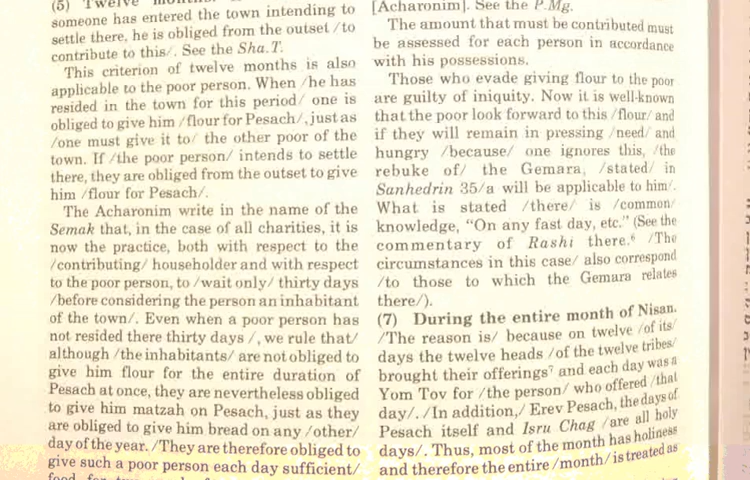 (5) Twelve
someone has entered the town intending to
settle there, he is obliged from the outset /to
contribute to this/. See the Sha.T.
This criterion of twelve months is also
applicable to the poor person. When /he has
resided in the town for this period/ one is
obliged to give him /flour for Pesach/, just as
/one must give it to/ the other poor of the
town. If /the poor person/ intends to settle
there, they are obliged from the outset to give
him /flour for Pesach/.
The Acharonim write in the name of the
Semak that, in the case of all charities, it is
now the practice, both with respect to the
/contributing/ householder and with respect
to the poor person, to /wait only/ thirty days
/before considering the person an inhabitant
of the town/. Even when a poor person has
not resided there thirty days /, we rule that/
although /the inhabitants/ are not obliged to
give him flour for the entire duration of
Pesach at once, they are nevertheless obliged
to give him matzah on Pesach, just as they
are obliged to give him bread on any /other/
day of the year. /They are therefore obliged to
give such a poor person each day sufficient/
[Acharonim]. See the P.Mg.
The amount that must be contributed must
be assessed for each person in accordance
with his possessions.
Those who evade giving flour to the poor
are guilty of iniquity. Now it is well-known
that the poor look forward to this /flour/ and
if they will remain in pressing /need/ and
hungry /because/ one ignores this, /the
rebuke of/ the Gemara, /stated/ in
Sanhedrin 35/a will be applicable to him/.
What is stated /there/ is /common/
knowledge, “On any fast day, etc.” (See the
commentary of Rashi there.⁶ /The
circumstances in this case/ also correspond
/to those to which the Gemara relates
there/).
(7) During the entire month of Nisan.
/The reason is/ because on twelve /of its/
days the twelve heads /of the twelve tribes/
brought their offerings⁷ and each day was a
Yom Tov for /the person/ who offered /that
day/. /In addition,/ Erev Pesach, the days of
Pesach itself and Isru Chag /are all holy
days/. Thus, most of the month has holiness
and therefore the entire /month/ is treated as